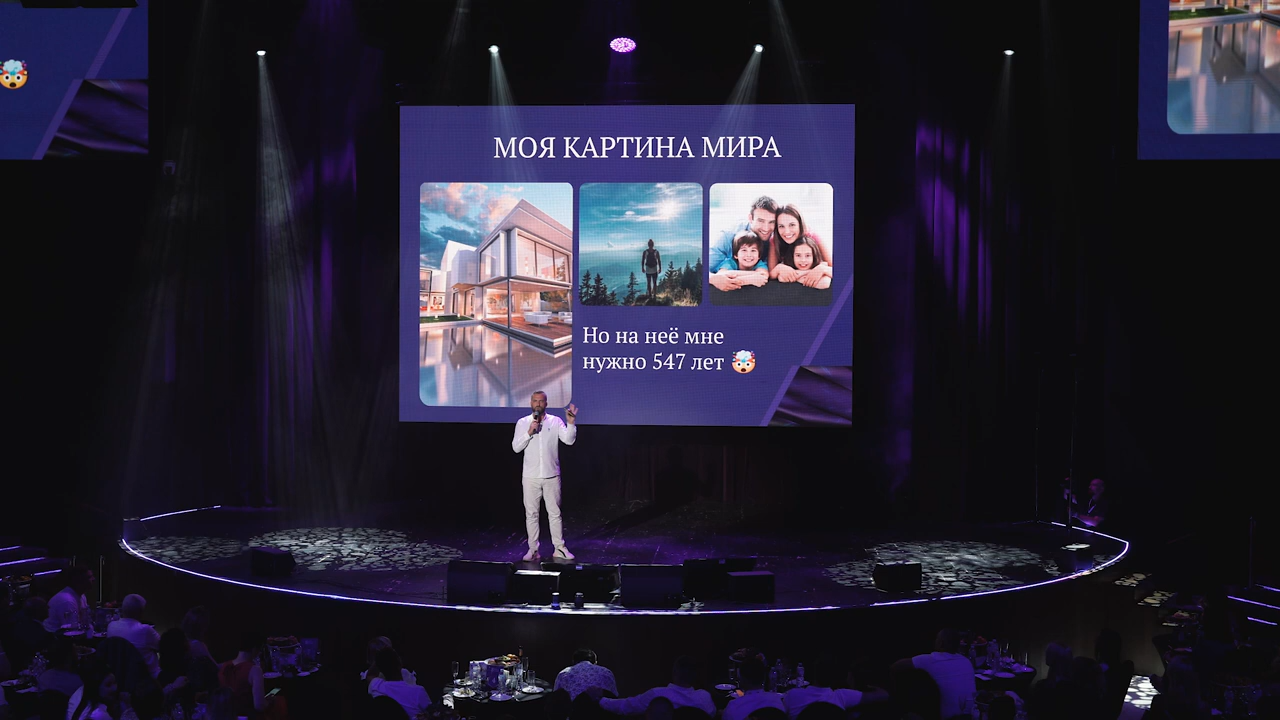 МОЯ КАРТИНА МИРА
Но на неё мне
нужно 547 лет 🤯